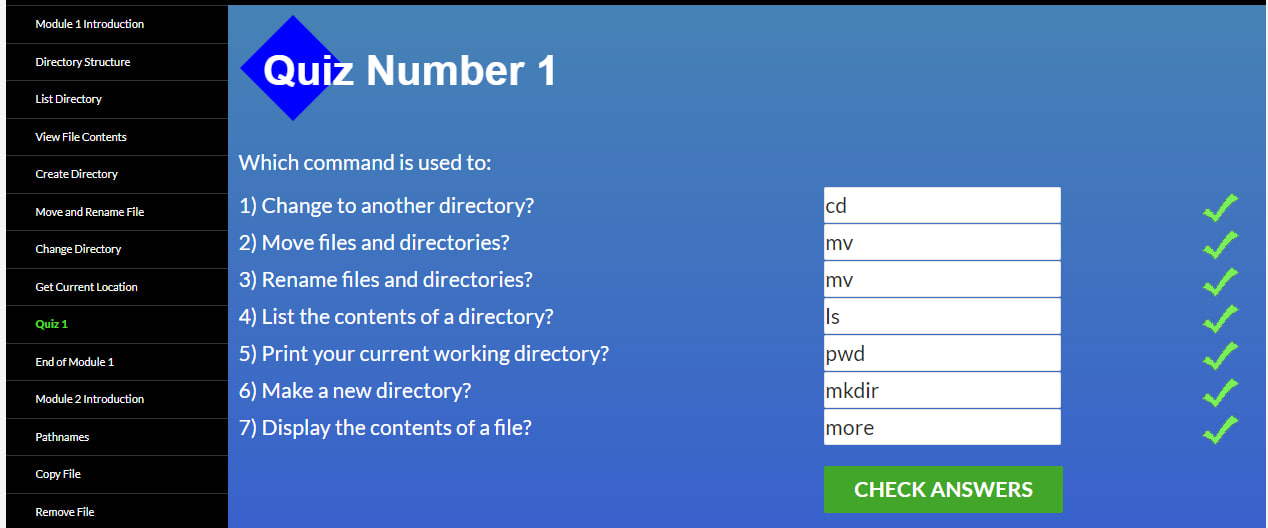 Module 1 Introduction
Directory Structure
List Directory
View File Contents
Create Directory
Move and Rename File
Change Directory
Get Current Location
Quiz 1
End of Module 1
Module 2 Introduction
Pathnames
Copy File
Remove File
Quiz Number 1
Which command is used to:
1) Change to another directory? cd
2) Move files and directories? mv
3) Rename files and directories? mv
4) List the contents of a directory? ls
5) Print your current working directory? pwd
6) Make a new directory? mkdir
7) Display the contents of a file? more
CHECK ANSWERS